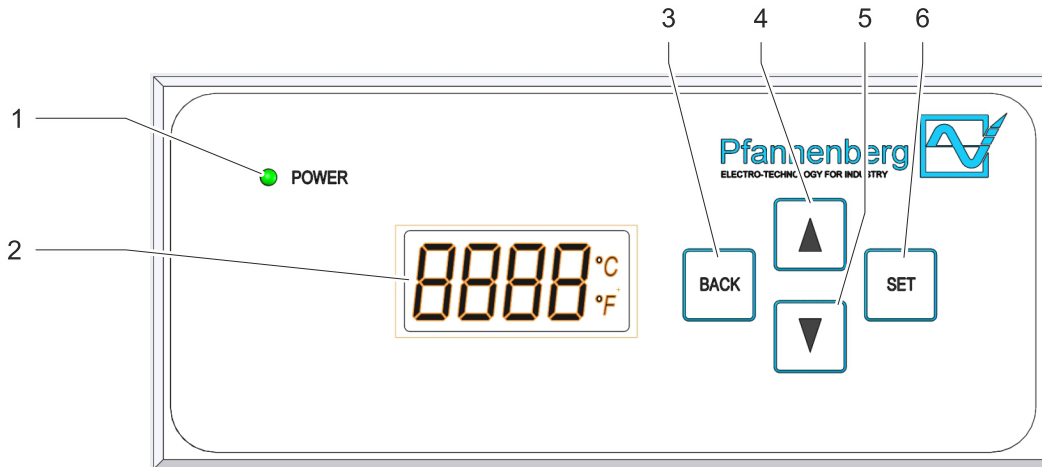 3 4 5 6
1
POWER
Pfannenberg
ELECTRO-TECHNOLOGY FOR INDUSTRY
2
8888 °C
°F
BACK
SET